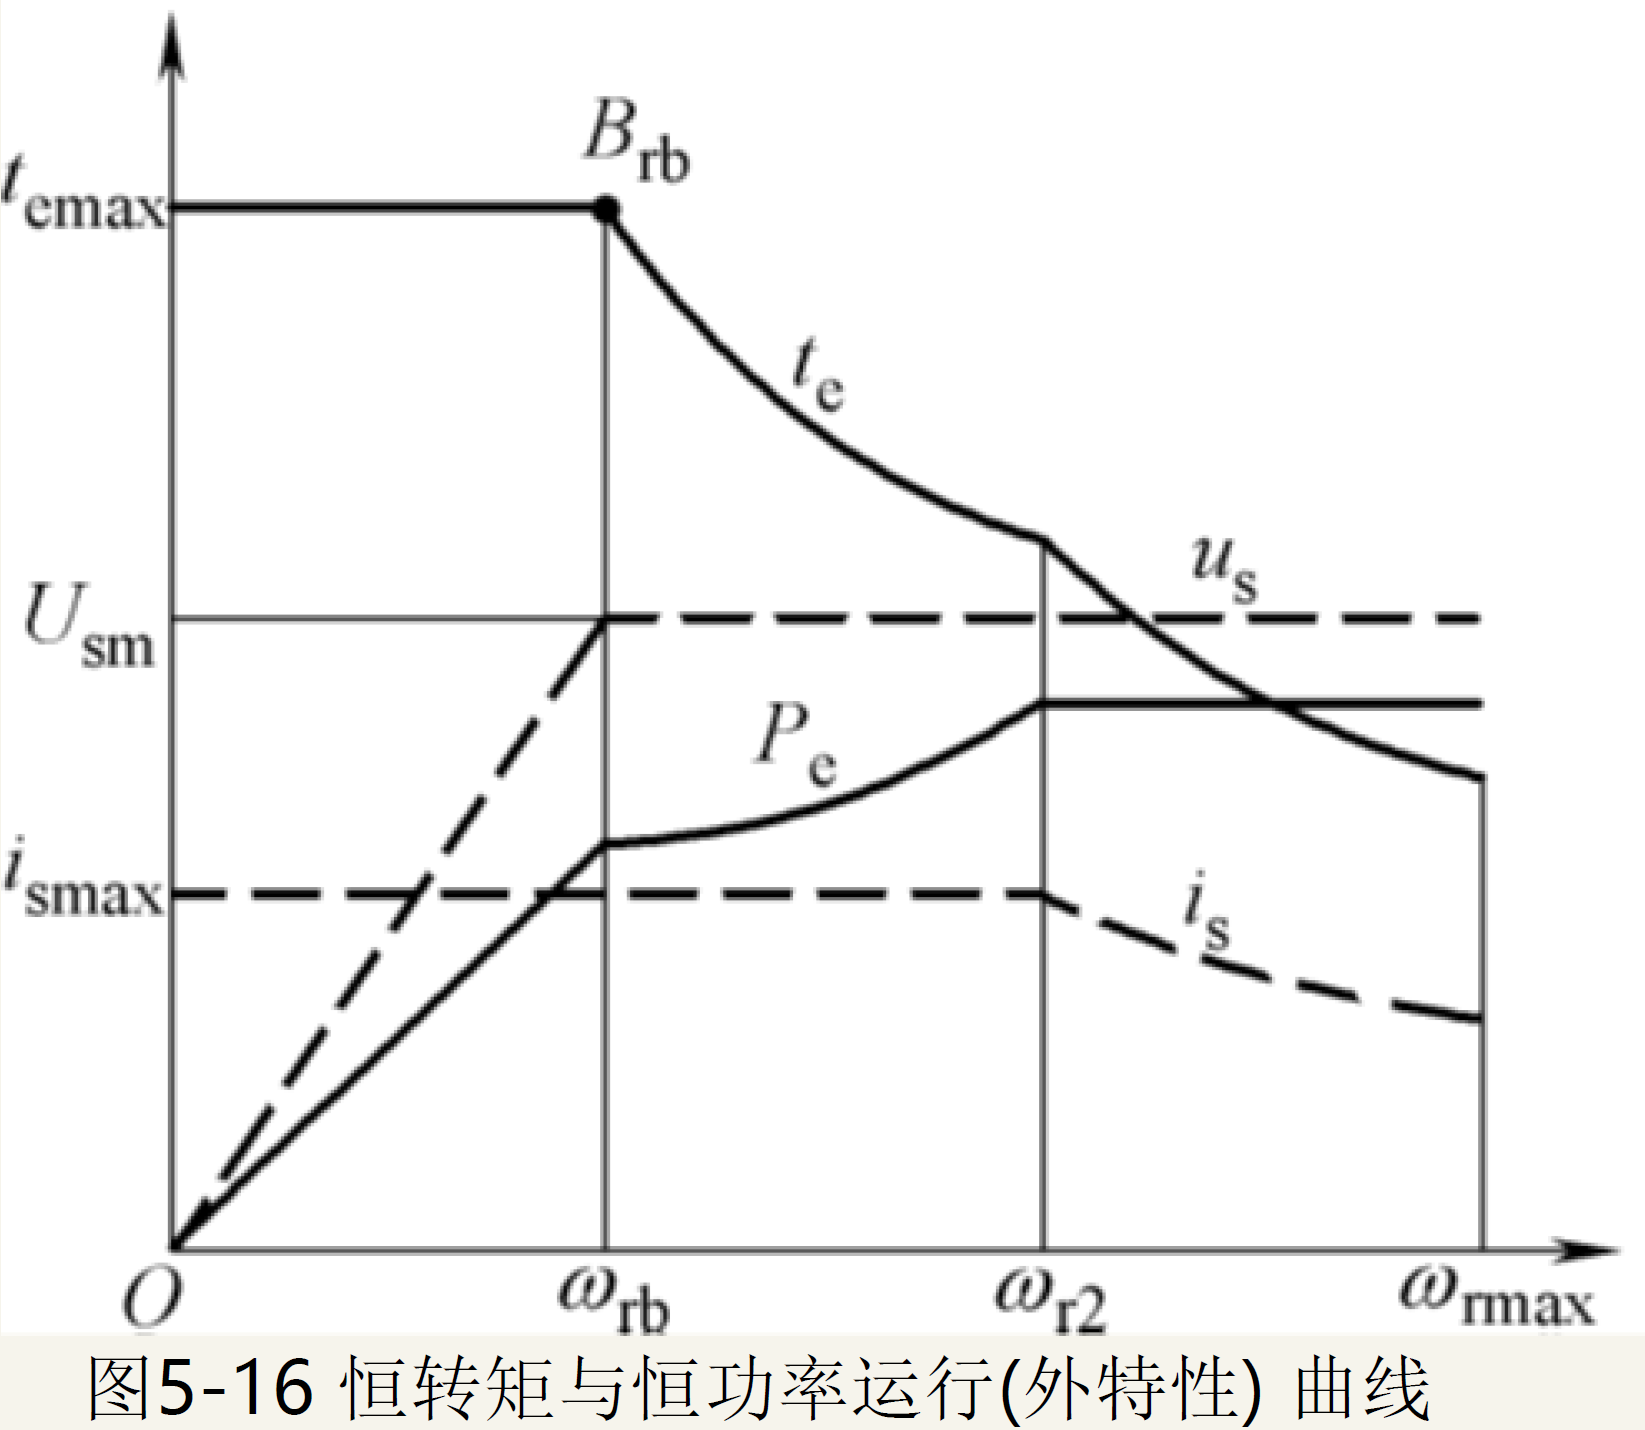 B_rb
t_emax
t_e
u_s
U_sm
P_e
i_smax
i_s
O ω_rb ω_r2 ω_rmax
图5-16 恒转矩与恒功率运行(外特性) 曲线